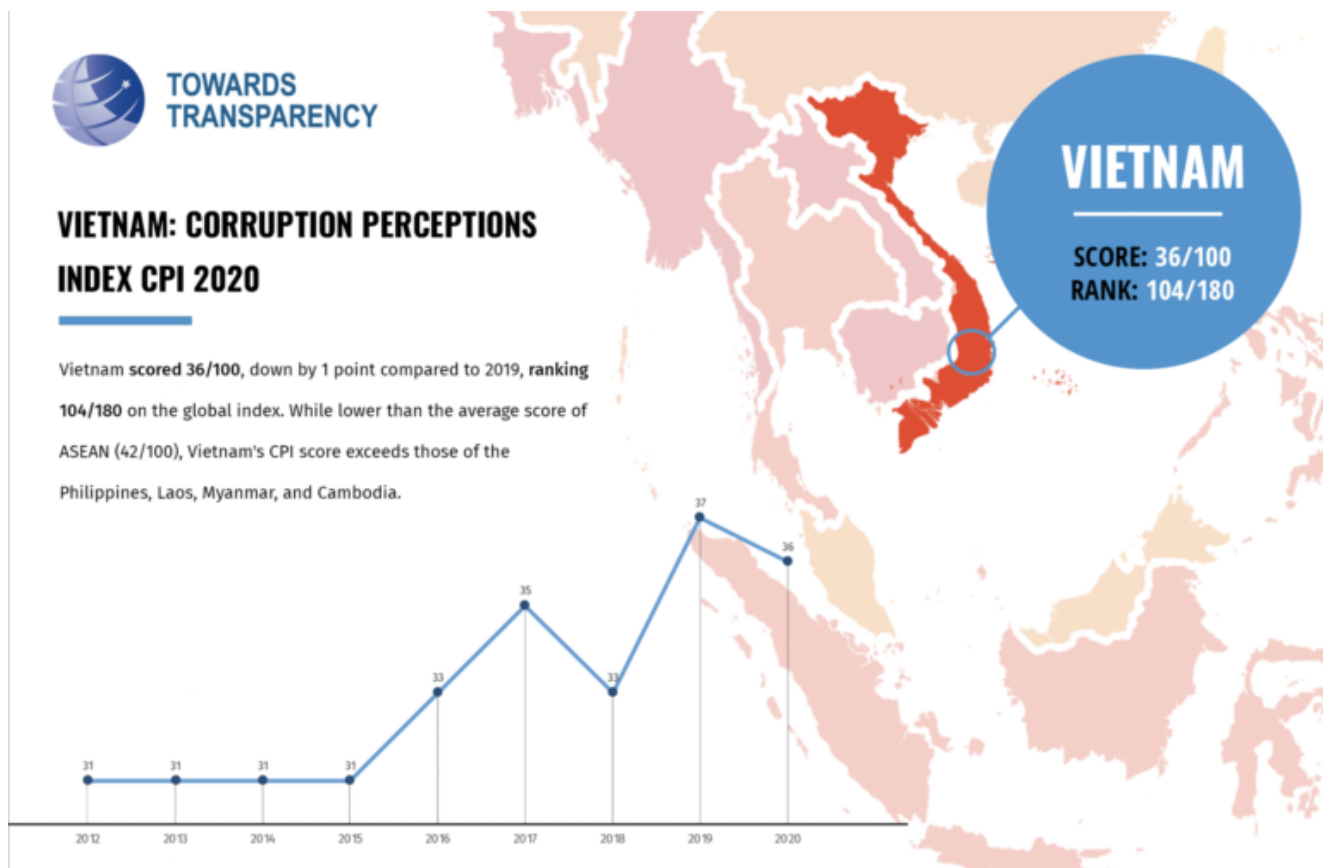 TOWARDS
TRANSPARENCY
VIETNAM: CORRUPTION PERCEPTIONS
INDEX CPI 2020
Vietnam scored 36/100, down by 1 point compared to 2019, ranking
104/180 on the global index. While lower than the average score of
ASEAN (42/100), Vietnam's CPI score exceeds those of the
Philippines, Laos, Myanmar, and Cambodia.
VIETNAM
SCORE: 36/100
RANK: 104/180
31 31 31 31 33 35 33 37 36
2012 2013 2014 2015 2016 2017 2018 2019 2020